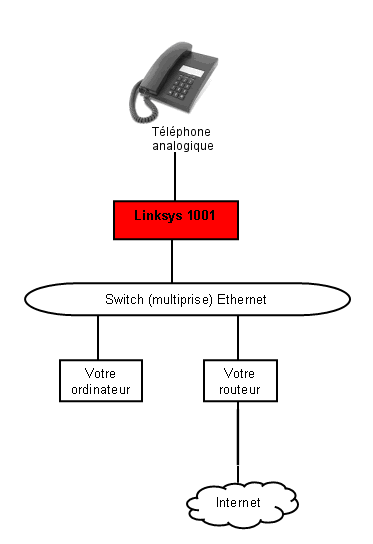 Téléphone
analogique
Linksys 1001
Switch (multiprise) Ethernet
Votre
ordinateur
Votre
routeur
Internet